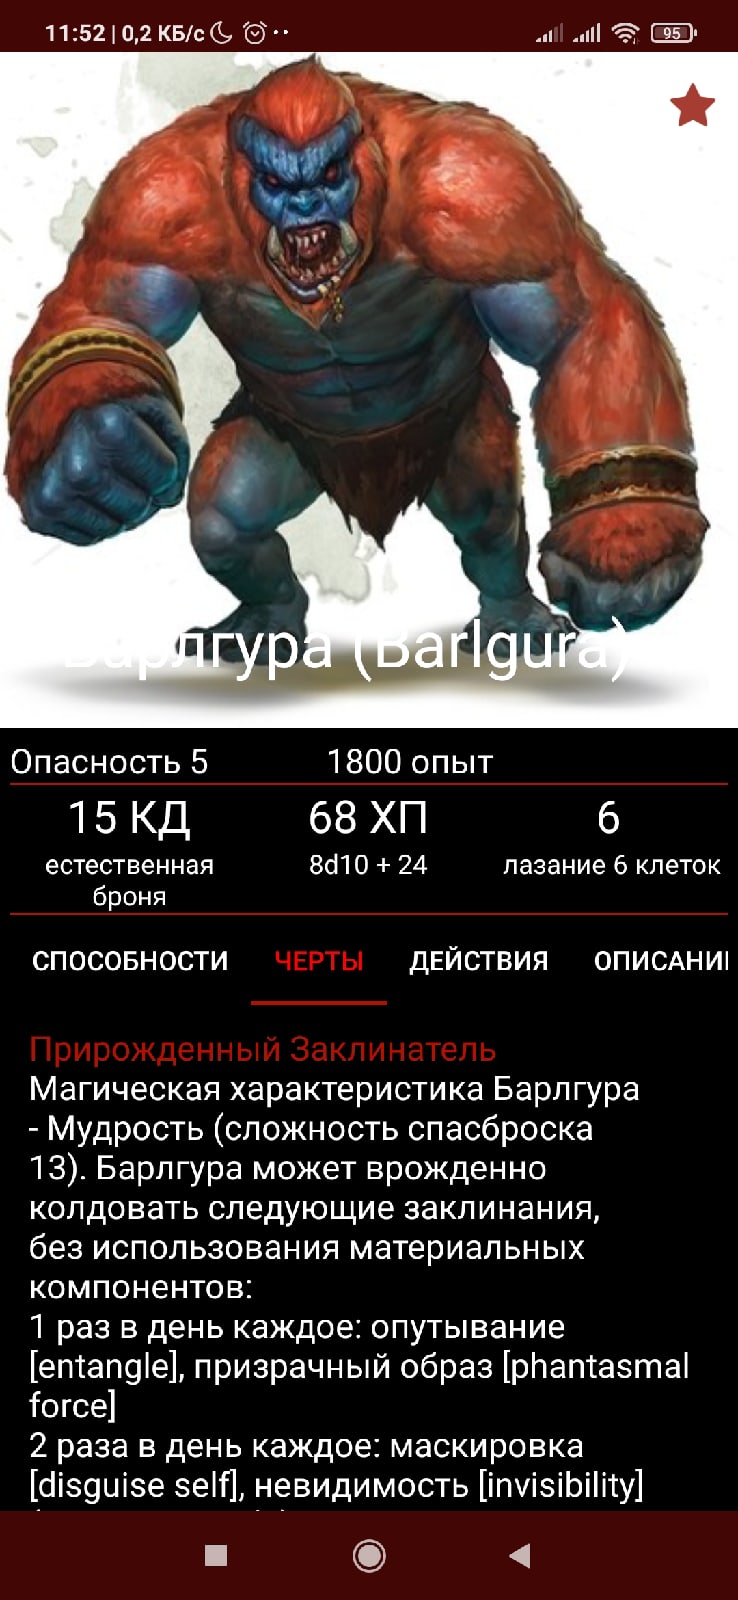 11:52 | 0,2 КБ/с
95
Барлгура (Barlgura)
Опасность 5 1800 опыт
15 КД 68 ХП 6
естественная броня 8d10 + 24 лазание 6 клеток
СПОСОБНОСТИ ЧЕРТЫ ДЕЙСТВИЯ ОПИСАНИ
Прирожденный Заклинатель
Магическая характеристика Барлгура
- Мудрость (сложность спасброска
13). Барлгура может врожденно
колдовать следующие заклинания,
без использования материальных
компонентов:
1 раз в день каждое: опутывание
[entangle], призрачный образ [phantasmal
force]
2 раза в день каждое: маскировка
[disguise self], невидимость [invisibility]